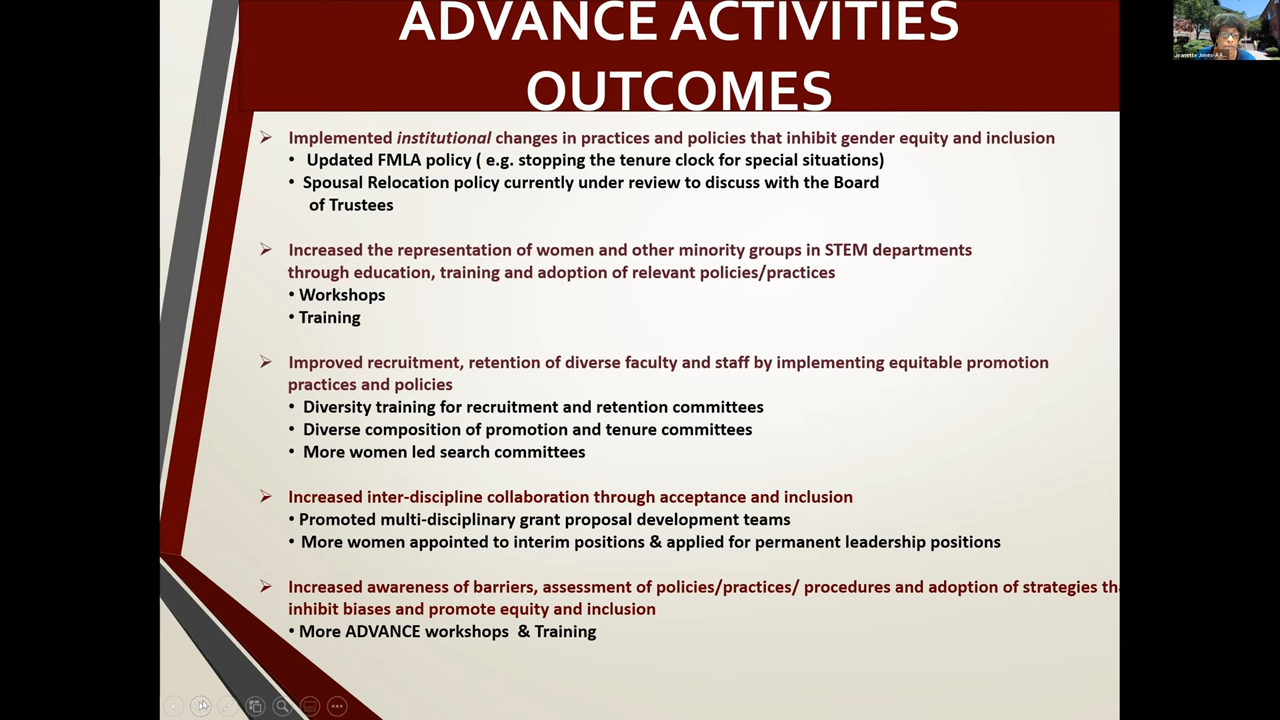 ADVANCE ACTIVITIES
OUTCOMES
➢ Implemented institutional changes in practices and policies that inhibit gender equity and inclusion
• Updated FMLA policy ( e.g. stopping the tenure clock for special situations)
• Spousal Relocation policy currently under review to discuss with the Board
of Trustees
➢ Increased the representation of women and other minority groups in STEM departments
through education, training and adoption of relevant policies/practices
• Workshops
• Training
➢ Improved recruitment, retention of diverse faculty and staff by implementing equitable promotion
practices and policies
• Diversity training for recruitment and retention committees
• Diverse composition of promotion and tenure committees
• More women led search committees
➢ Increased inter-discipline collaboration through acceptance and inclusion
• Promoted multi-disciplinary grant proposal development teams
• More women appointed to interim positions & applied for permanent leadership positions
➢ Increased awareness of barriers, assessment of policies/practices/ procedures and adoption of strategies th
inhibit biases and promote equity and inclusion
• More ADVANCE workshops & Training
Jeanette Jones-A